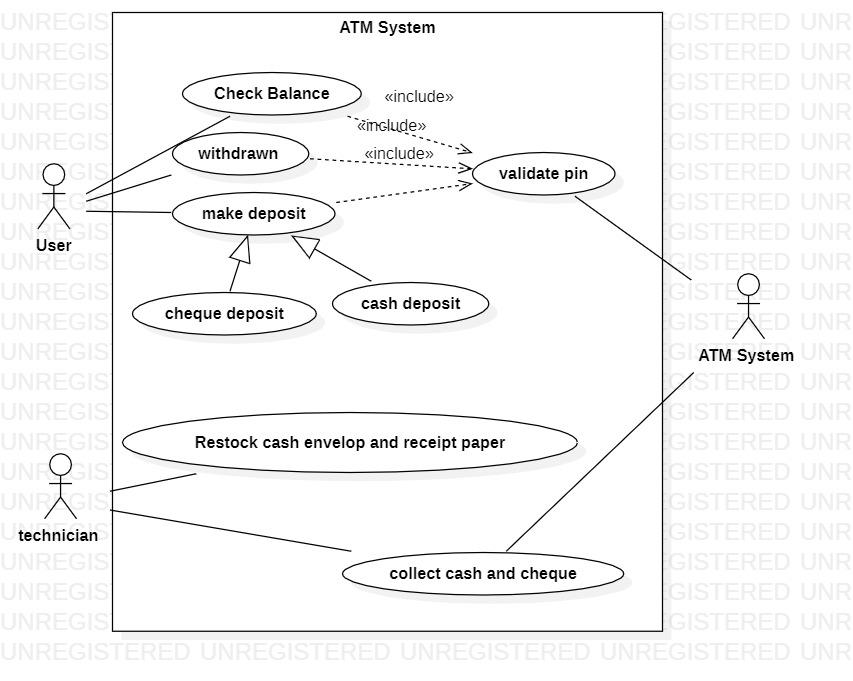 ATM System
Check Balance
«include»
«include»
withdrawn
«include»
validate pin
make deposit
User
cheque deposit
cash deposit
ATM System
Restock cash envelop and receipt paper
technician
collect cash and cheque
UNREGISTERED UNREGISTERED UNREGISTERED UNREGISTERED UNR